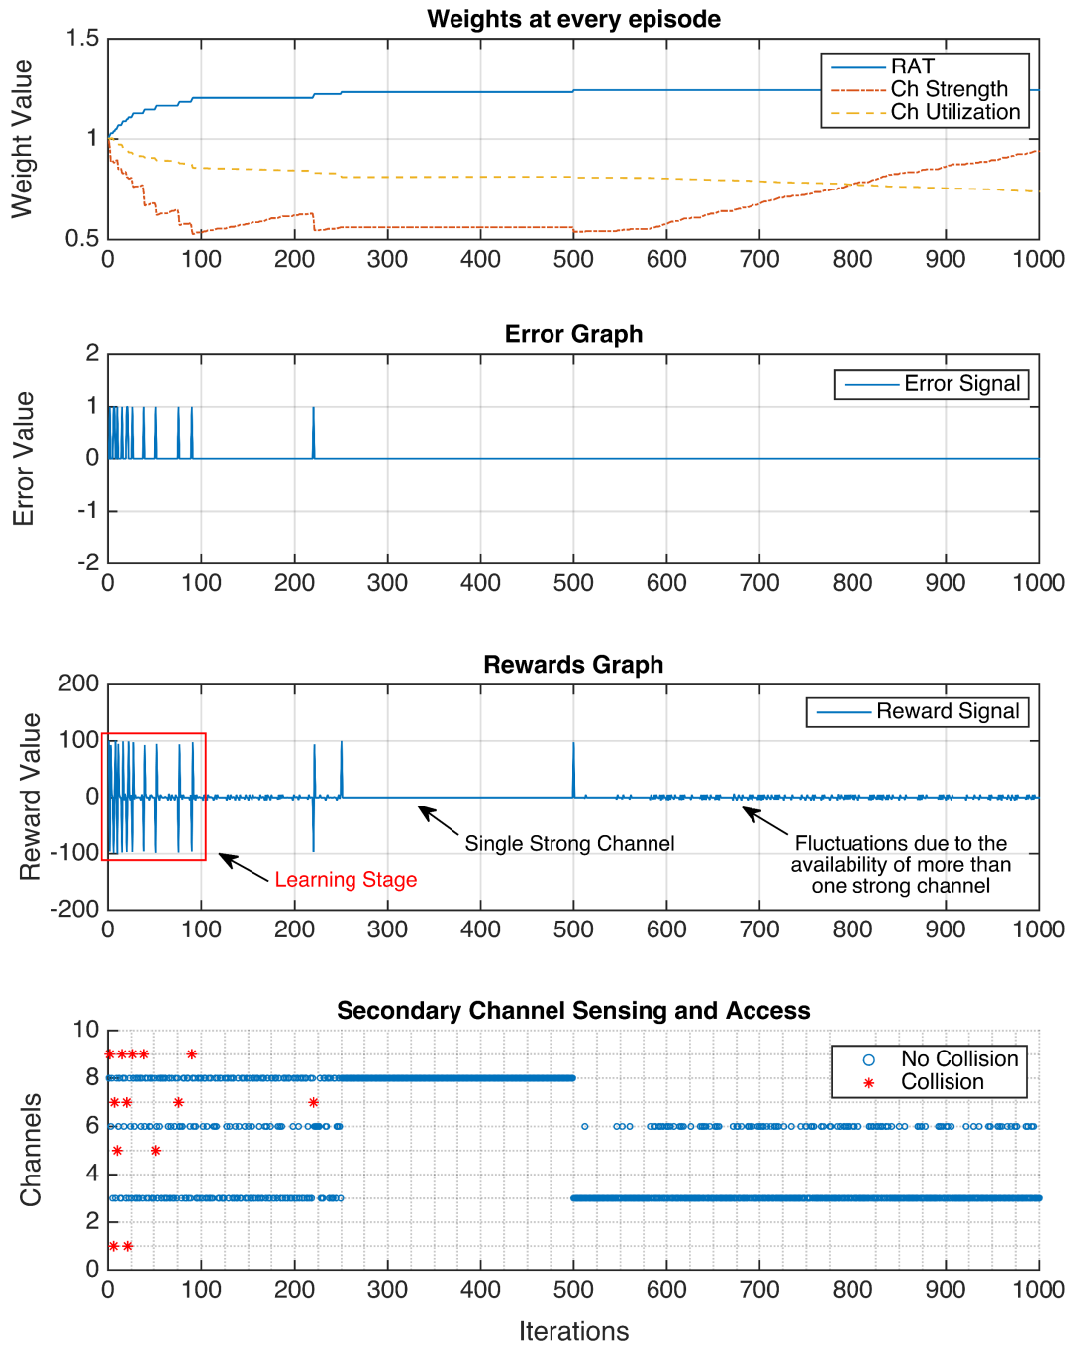 Weights at every episode
1.5
1
0.5
Weight Value
RAT
Ch Strength
Ch Utilization
0 100 200 300 400 500 600 700 800 900 1000
Error Graph
2
1
0
-1
-2
Error Value
Error Signal
0 100 200 300 400 500 600 700 800 900 1000
Rewards Graph
200
100
0
-100
-200
Reward Value
Reward Signal
Single Strong Channel
Learning Stage
Fluctuations due to the
availability of more than
one strong channel
0 100 200 300 400 500 600 700 800 900 1000
Secondary Channel Sensing and Access
10
8
6
4
2
0
Channels
No Collision
Collision
0 100 200 300 400 500 600 700 800 900 1000
Iterations